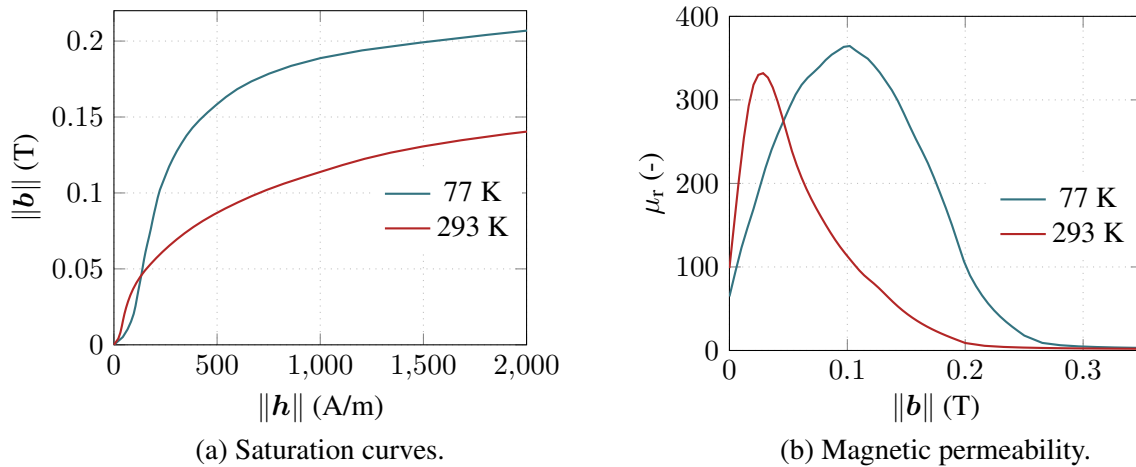 0.2
0.15
0.1
0.05
0
‖b‖ (T)
77 K
293 K
0 500 1,000 1,500 2,000
‖h‖ (A/m)
(a) Saturation curves.
400
300
200
100
0
μr (-)
77 K
293 K
0 0.1 0.2 0.3
‖b‖ (T)
(b) Magnetic permeability.